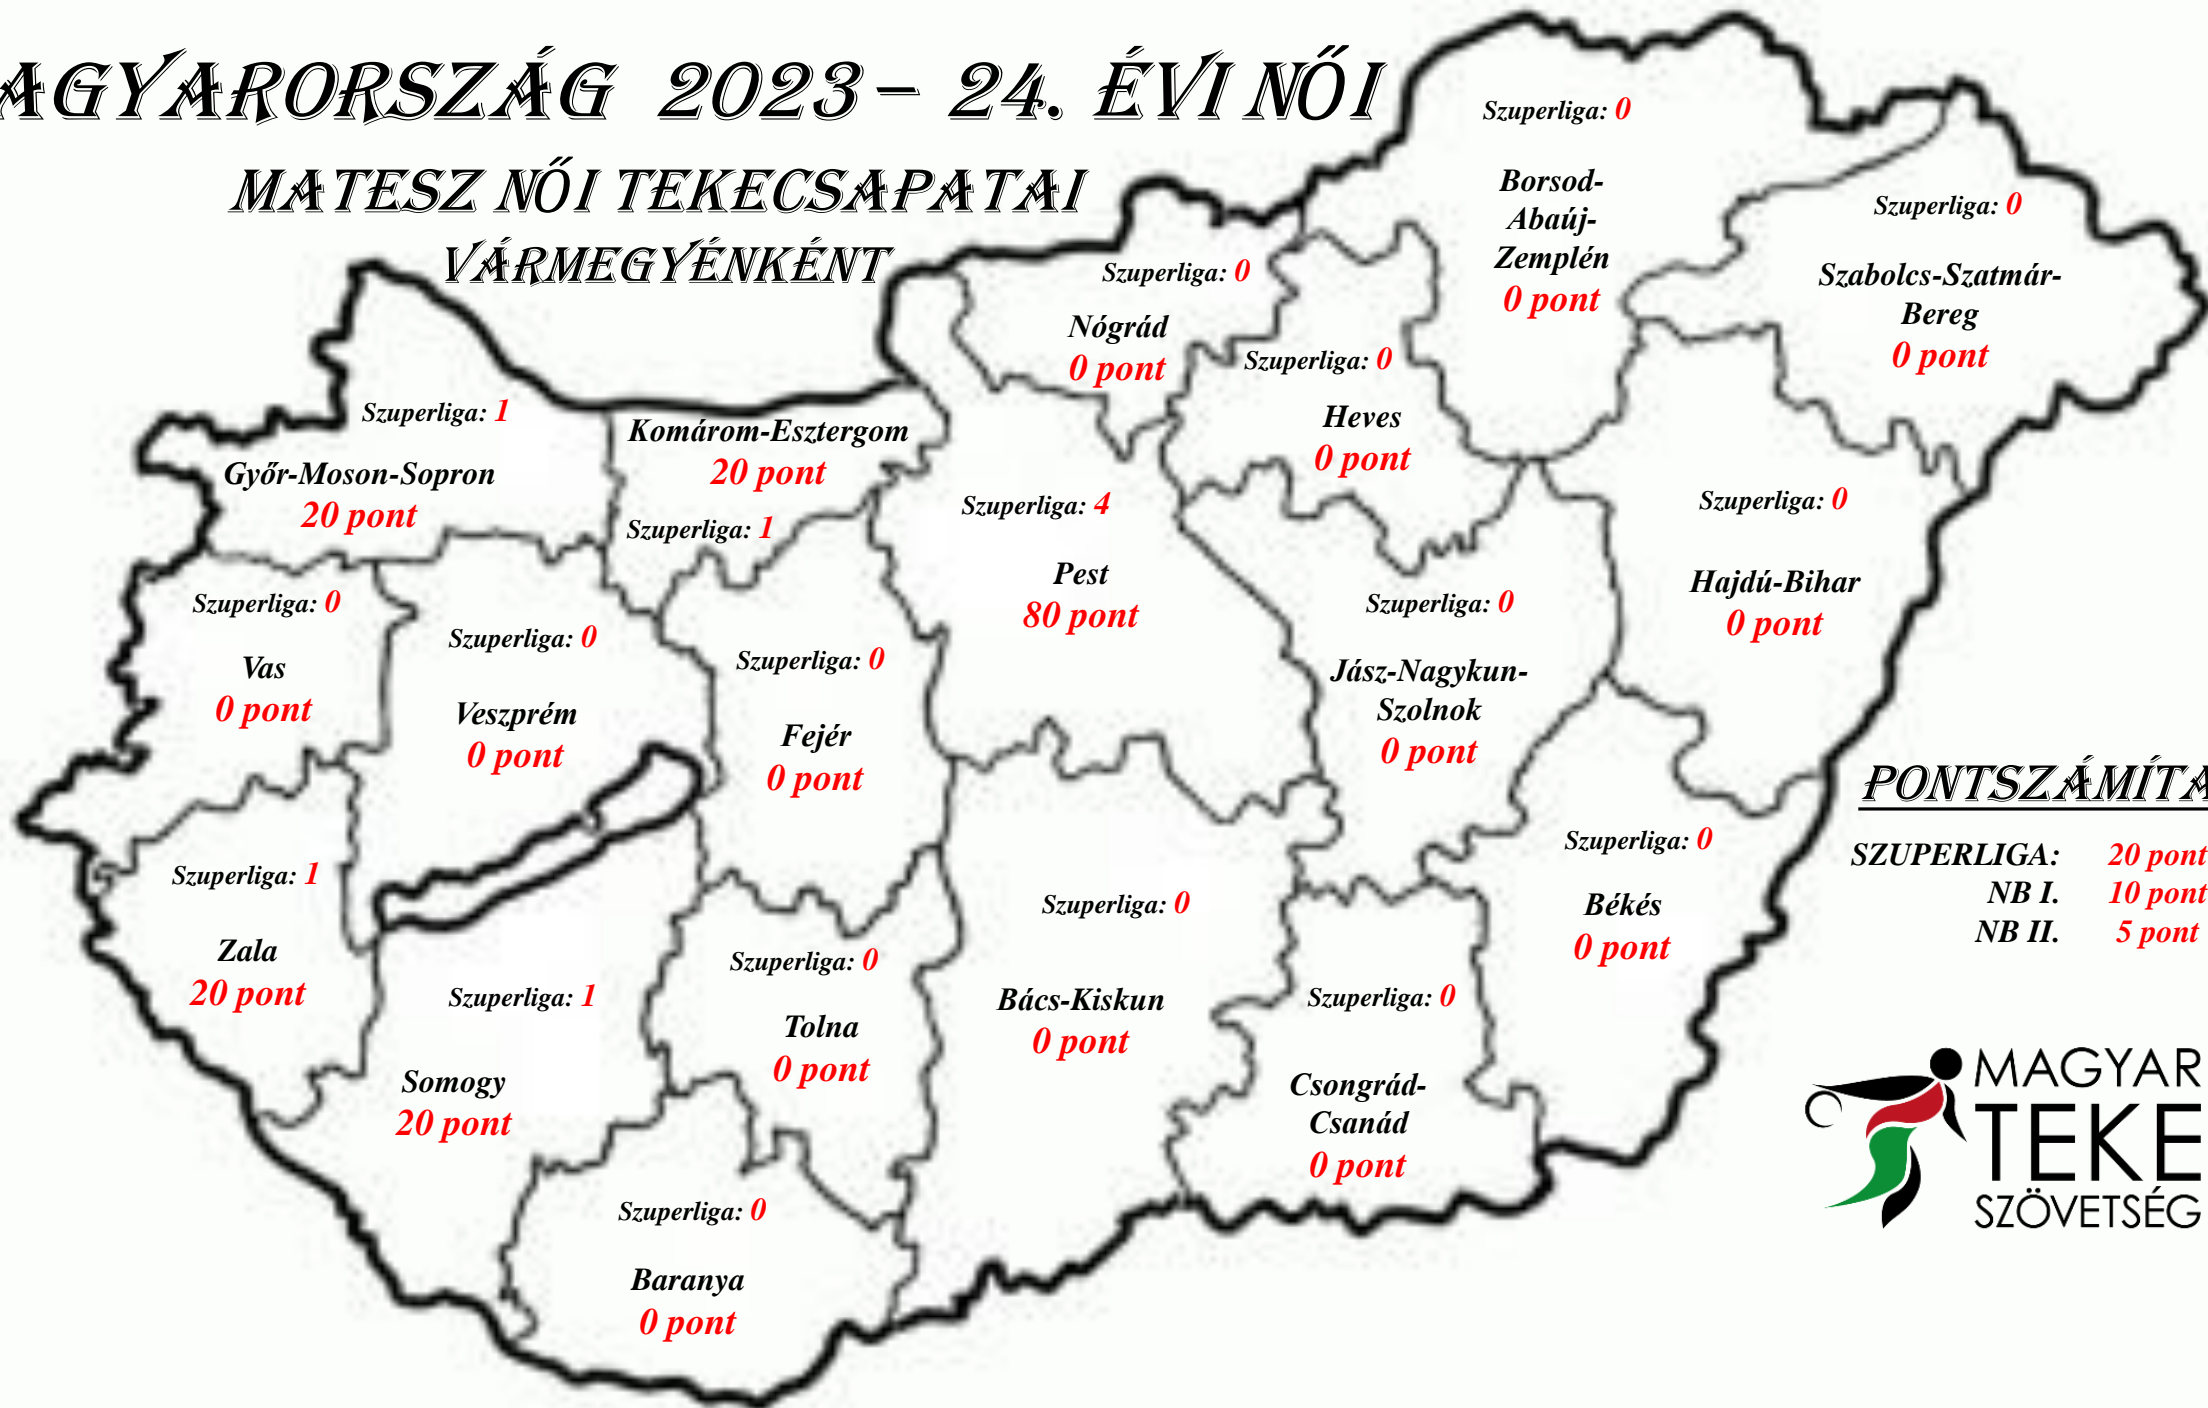 AGYARORSZÁG 2023 – 24. ÉVI NŐI
MATESZ NŐI TEKECSAPATAI
VÁRMEGYÉNKÉNT
Szuperliga: 0
Borsod-
Abaúj-
Zemplén
0 pont
Szuperliga: 0
Szabolcs-Szatmár-
Bereg
0 pont
Szuperliga: 0
Nógrád
0 pont
Szuperliga: 0
Heves
0 pont
Szuperliga: 1
Győr-Moson-Sopron
20 pont
Komárom-Esztergom
20 pont
Szuperliga: 1
Szuperliga: 4
Pest
80 pont
Szuperliga: 0
Hajdú-Bihar
0 pont
Szuperliga: 0
Vas
0 pont
Szuperliga: 0
Veszprém
0 pont
Szuperliga: 0
Fejér
0 pont
Szuperliga: 0
Jász-Nagykun-
Szolnok
0 pont
PONTSZÁMÍTÁ
SZUPERLIGA: 20 pont
NB I. 10 pont
NB II. 5 pont
Szuperliga: 1
Zala
20 pont
Szuperliga: 1
Somogy
20 pont
Szuperliga: 0
Tolna
0 pont
Szuperliga: 0
Bács-Kiskun
0 pont
Szuperliga: 0
Békés
0 pont
Szuperliga: 0
Csongrád-
Csanád
0 pont
Szuperliga: 0
Baranya
0 pont
MAGYAR
TEKE
SZÖVETSÉG